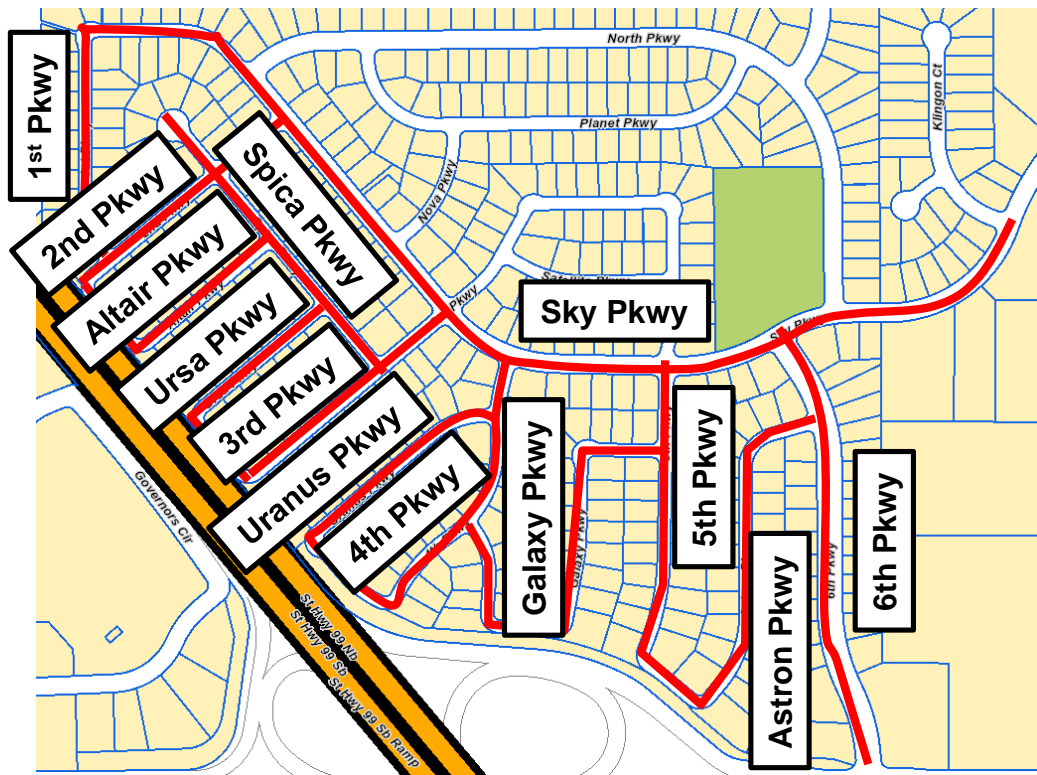 North Pkwy
Klingon Ct
1st Pkwy
Planet Pkwy
Spica Pkwy
2nd Pkwy
Nova Pkwy
Altair Pkwy
Pkwy
Sky Pkwy
Sky Pkwy
Ursa Pkwy
3rd Pkwy
Uranus Pkwy
4th Pkwy
Galaxy Pkwy
Galaxy Pkwy
5th Pkwy
6th Pkwy
6th Pkwy
Astron Pkwy
Governors Cir
St Hwy 99 Nb
St Hwy 99 Sb
St Hwy 99 Sb Ramp